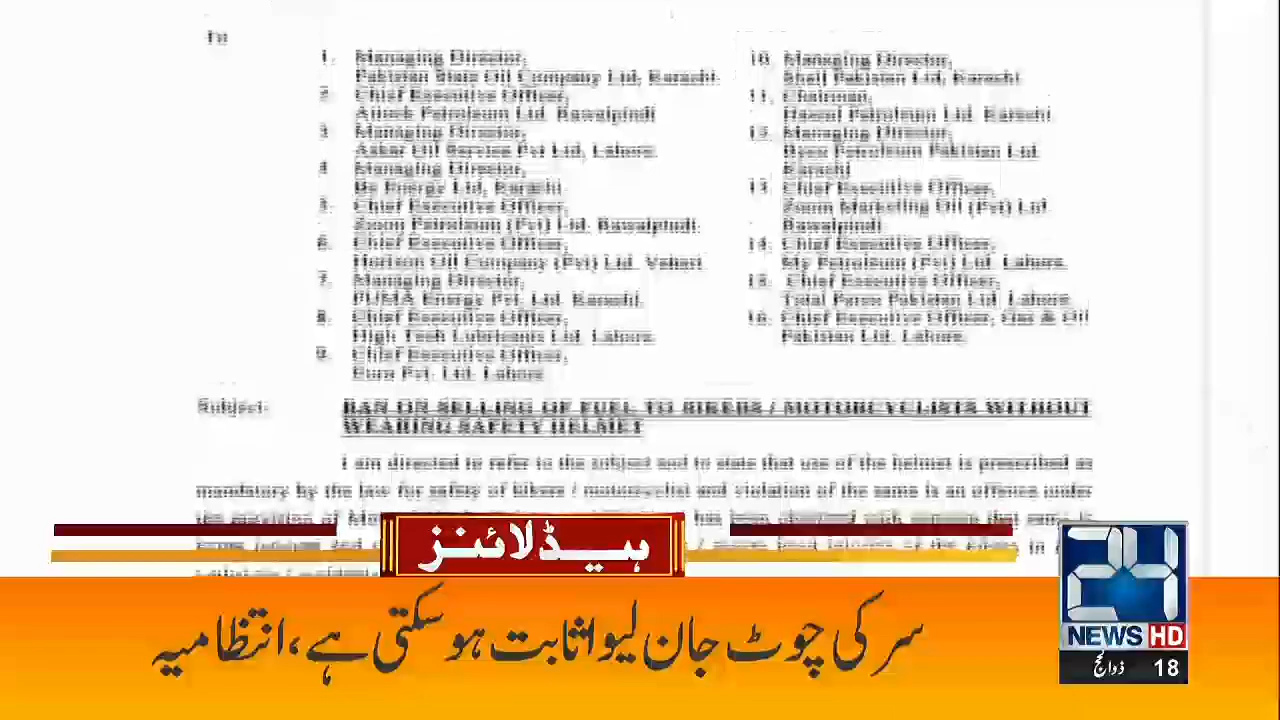 To
1. Managing Director,
Pakistan State Oil Company Ltd, Karachi.
2. Chief Executive Officer,
Attock Petroleum Ltd. Rawalpindi
3. Managing Director,
Askar Oil Service Pvt Ltd, Lahore.
4. Managing Director,
Be Energy Ltd, Karachi
5. Chief Executive Officer,
Zoom Petroleum (Pvt) Ltd. Rawalpindi.
6. Chief Executive Officer,
Horizon Oil Company (Pvt) Ltd. Vehari
7. Managing Director,
PUMA Energy Pvt. Ltd. Karachi.
8. Chief Executive Officer,
High Tech Lubricants Ltd. Lahore.
9. Chief Executive Officer,
Pvt. Ltd. Lahore
10. Managing Director,
Shell Pakistan Ltd, Karachi
11. Chairman,
Hascol Petroleum Ltd. Karachi.
12. Managing Director,
Petroleum Pakistan Ltd.
Karachi
13. Chief Executive Officer,
Zoom Marketing Oil (Pvt) Ltd.
Rawalpindi
14. Chief Executive Officer,
My Petroleum (Pvt) Ltd. Lahore.
15. Chief Executive Officer,
Total Parco Pakistan Ltd. Lahore.
16. Chief Executive Officer, Gas & Oil
Pakistan Ltd. Lahore.
Subject: BAN ON SELLING OF FUEL TO BIKERS / MOTORCYCLISTS WITHOUT
WEARING SAFETY HELMET
I am directed to refer to the subject and to state that use of the helmet is prescribed as
mandatory by the law for safety of bikers / motorcyclist and violation of the same is an offence under
ہیڈلائنز
سر کی چوٹ جان لیوا ثابت ہوسکتی ہے، انتظامیہ
24
NEWS HD
18 ذوالحج